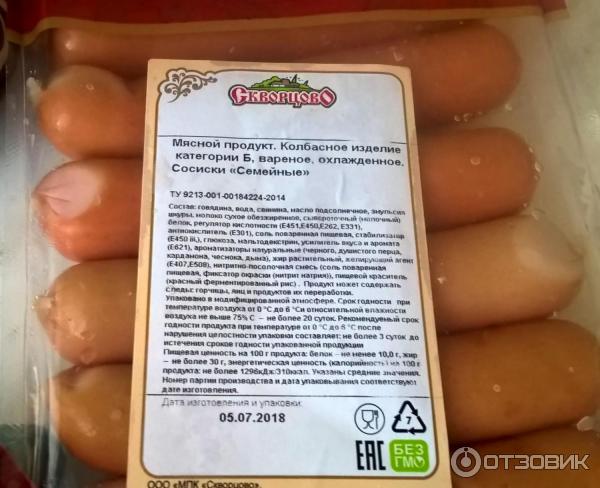 Скворцово
Мясной продукт. Колбасное изделие
категории Б, вареное, охлажденное.
Сосиски «Семейные»
ТУ 9213-001-00184224-2014
Состав: говядина, вода, свинина, масло подсолнечное, эмульсия
шкуры, молоко сухое обезжиренное, сывороточный (молочный)
белок, регулятор кислотности (Е451,Е450,Е262, Е331),
антиокислитель (Е301), соль поваренная пищевая, стабилизатор
(Е450 iii), глюкоза, мальтодекстрин, усилитель вкуса и аромата
(Е621), ароматизаторы натуральные (черного, душистого перца,
кардамона, чеснока, дыма), жир растительный, желирующий агент
(Е407,Е508), нитритно-посолочная смесь (соль поваренная
пищевая, фиксатор окраски (нитрит натрия)), пищевой краситель
(красный ферментированный рис) . Продукт может содержать
следы: горчицы, яиц и продуктов их переработки.
Упаковано в модифицированной атмосфере. Срок годности при
температуре воздуха от 0 °С до 6 °Си относительной влажности
воздуха не выше 75% С – не более 20 суток. Рекомендуемый срок
годности продукта при температуре от 0 °С до 6 °С после
нарушения целостности упаковки составляет: не более 3 суток до
истечения сроков годности упакованной продукции
Пищевая ценность на 100 г продукта: белок – не менее 10,0 г, жир
– не более 30 г, энергетическая ценность (калорийность) на 100 г
продукта: не более 1296кДж/310ккал. Указаны средние значения.
Номер партии производства и дата упаковывания соответствуют
дате изготовления.
Дата изготовления и упаковки:
05.07.2018
7
ЕАС
БЕЗ
ГМО
ООО «МПК «Скворцово»,
ОТЗОВИК